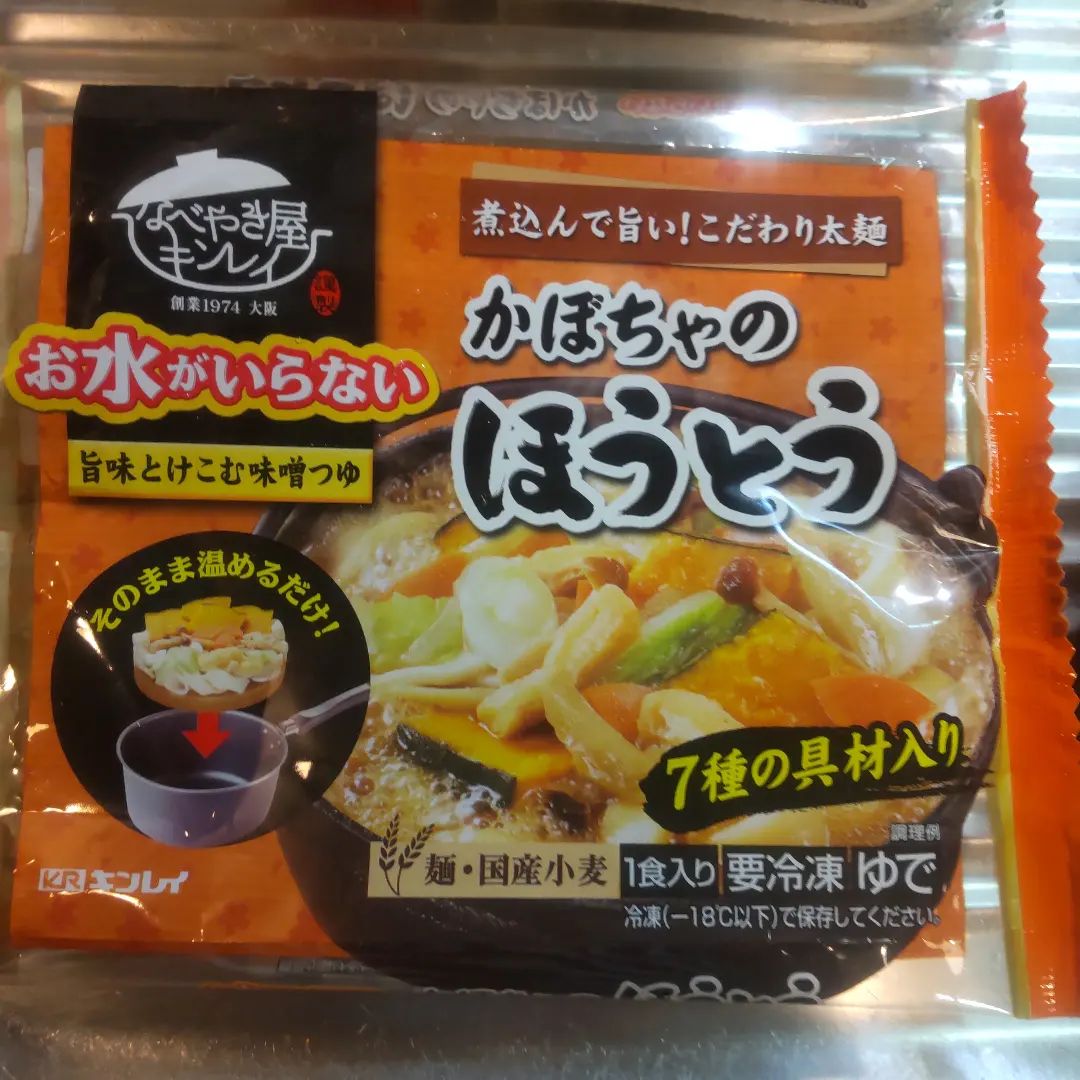 なべやき屋
キンレイ
創業1974 大阪
お水がいらない
旨味とけこむ味噌つゆ
煮込んで旨い!こだわり太麺
かぼちゃの
ほうとう
そのまま温めるだけ!
7種の具材入り
調理例
KR キンレイ
麺・国産小麦
1食入り 要冷凍 ゆで
冷凍(-18℃以下)で保存してください。